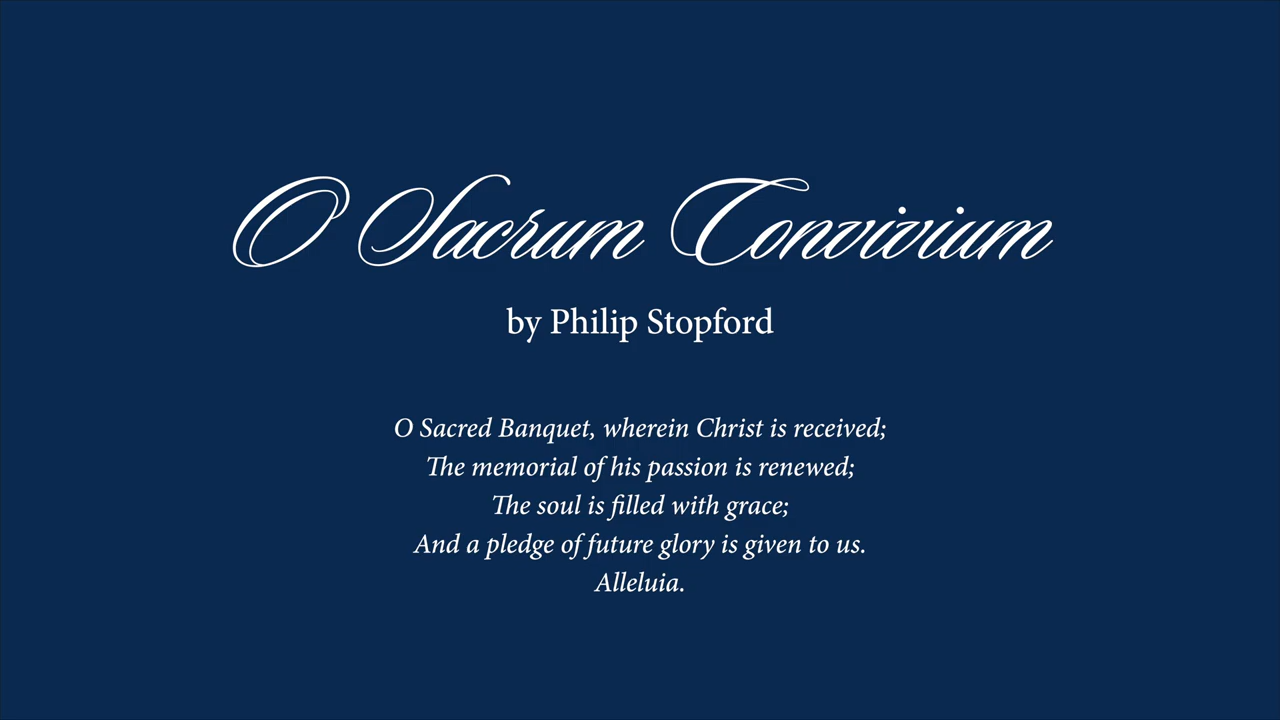 O Sacrum Convivium
by Philip Stopford
O Sacred Banquet, wherein Christ is received;
The memorial of his passion is renewed;
The soul is filled with grace;
And a pledge of future glory is given to us.
Alleluia.